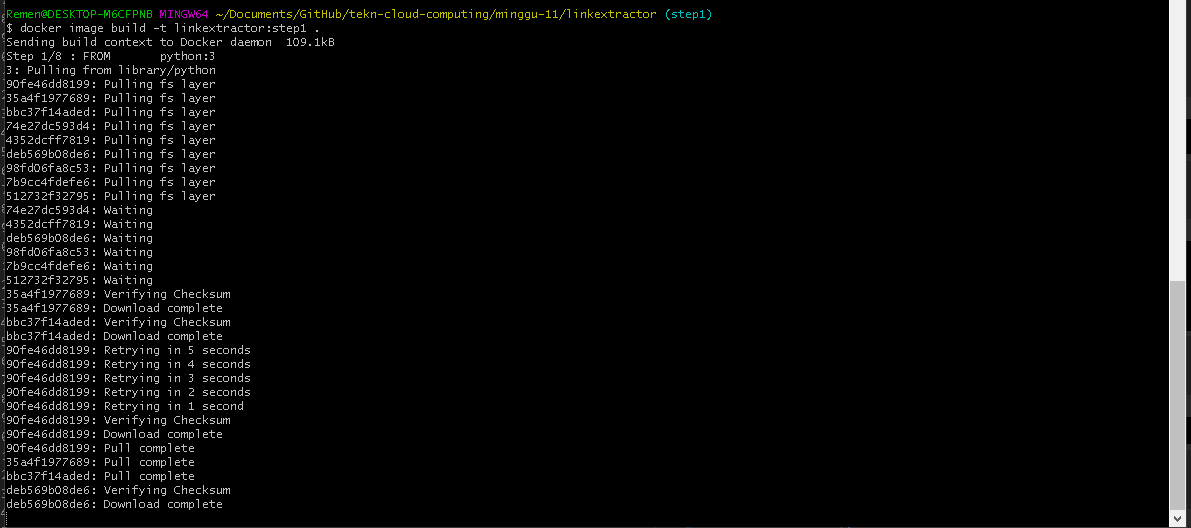 Remen@DESKTOP-M6CFPNB MINGW64 ~/Documents/GitHub/tekn-cloud-computing/minggu-11/linkextractor (step1)
$ docker image build -t linkextractor:step1 .
Sending build context to Docker daemon  109.1kB
Step 1/8 : FROM       python:3
3: Pulling from library/python
90fe46dd8199: Pulling fs layer
35a4f1977689: Pulling fs layer
bbc37f14aded: Pulling fs layer
74e27dc593d4: Pulling fs layer
4352dcff7819: Pulling fs layer
deb569b08de6: Pulling fs layer
98fd06fa8c53: Pulling fs layer
7b9cc4fdefe6: Pulling fs layer
512732f32795: Pulling fs layer
74e27dc593d4: Waiting
4352dcff7819: Waiting
deb569b08de6: Waiting
98fd06fa8c53: Waiting
7b9cc4fdefe6: Waiting
512732f32795: Waiting
35a4f1977689: Verifying Checksum
35a4f1977689: Download complete
bbc37f14aded: Verifying Checksum
bbc37f14aded: Download complete
90fe46dd8199: Retrying in 5 seconds
90fe46dd8199: Retrying in 4 seconds
90fe46dd8199: Retrying in 3 seconds
90fe46dd8199: Retrying in 2 seconds
90fe46dd8199: Retrying in 1 second
90fe46dd8199: Verifying Checksum
90fe46dd8199: Download complete
90fe46dd8199: Pull complete
35a4f1977689: Pull complete
bbc37f14aded: Pull complete
deb569b08de6: Verifying Checksum
deb569b08de6: Download complete